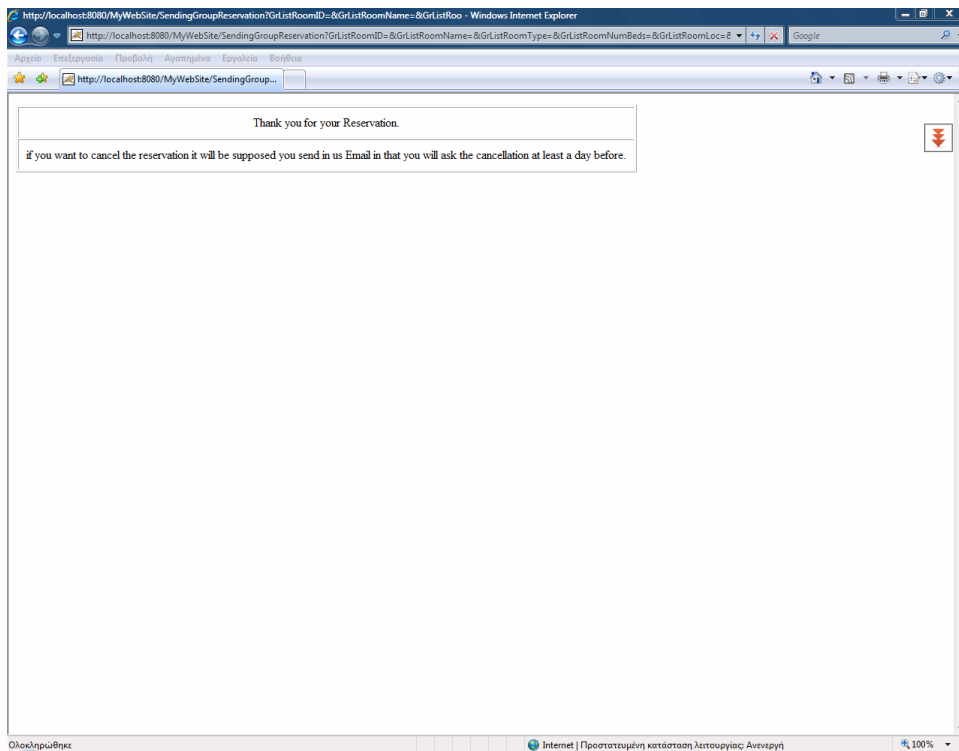 http://localhost:8080/MyWebSite/SendingGroupReservation?GrListRoomID=&GrListRoomName=&GrListRoo - Windows Internet Explorer
http://localhost:8080/MyWebSite/SendingGroupReservation?GrListRoomID=&GrListRoomName=&GrListRoomType=&GrListRoomNumBeds=&GrListRoomLoc=& Google
Αρχείο Επεξεργασία Προβολή Αγαπημένα Εργαλεία Βοήθεια
http://localhost:8080/MyWebSite/SendingGroup...
Thank you for your Reservation.
if you want to cancel the reservation it will be supposed you send in us Email in that you will ask the cancellation at least a day before.
Ολοκληρώθηκε Internet | Προστατευμένη κατάσταση λειτουργίας: Ανενεργή 100%